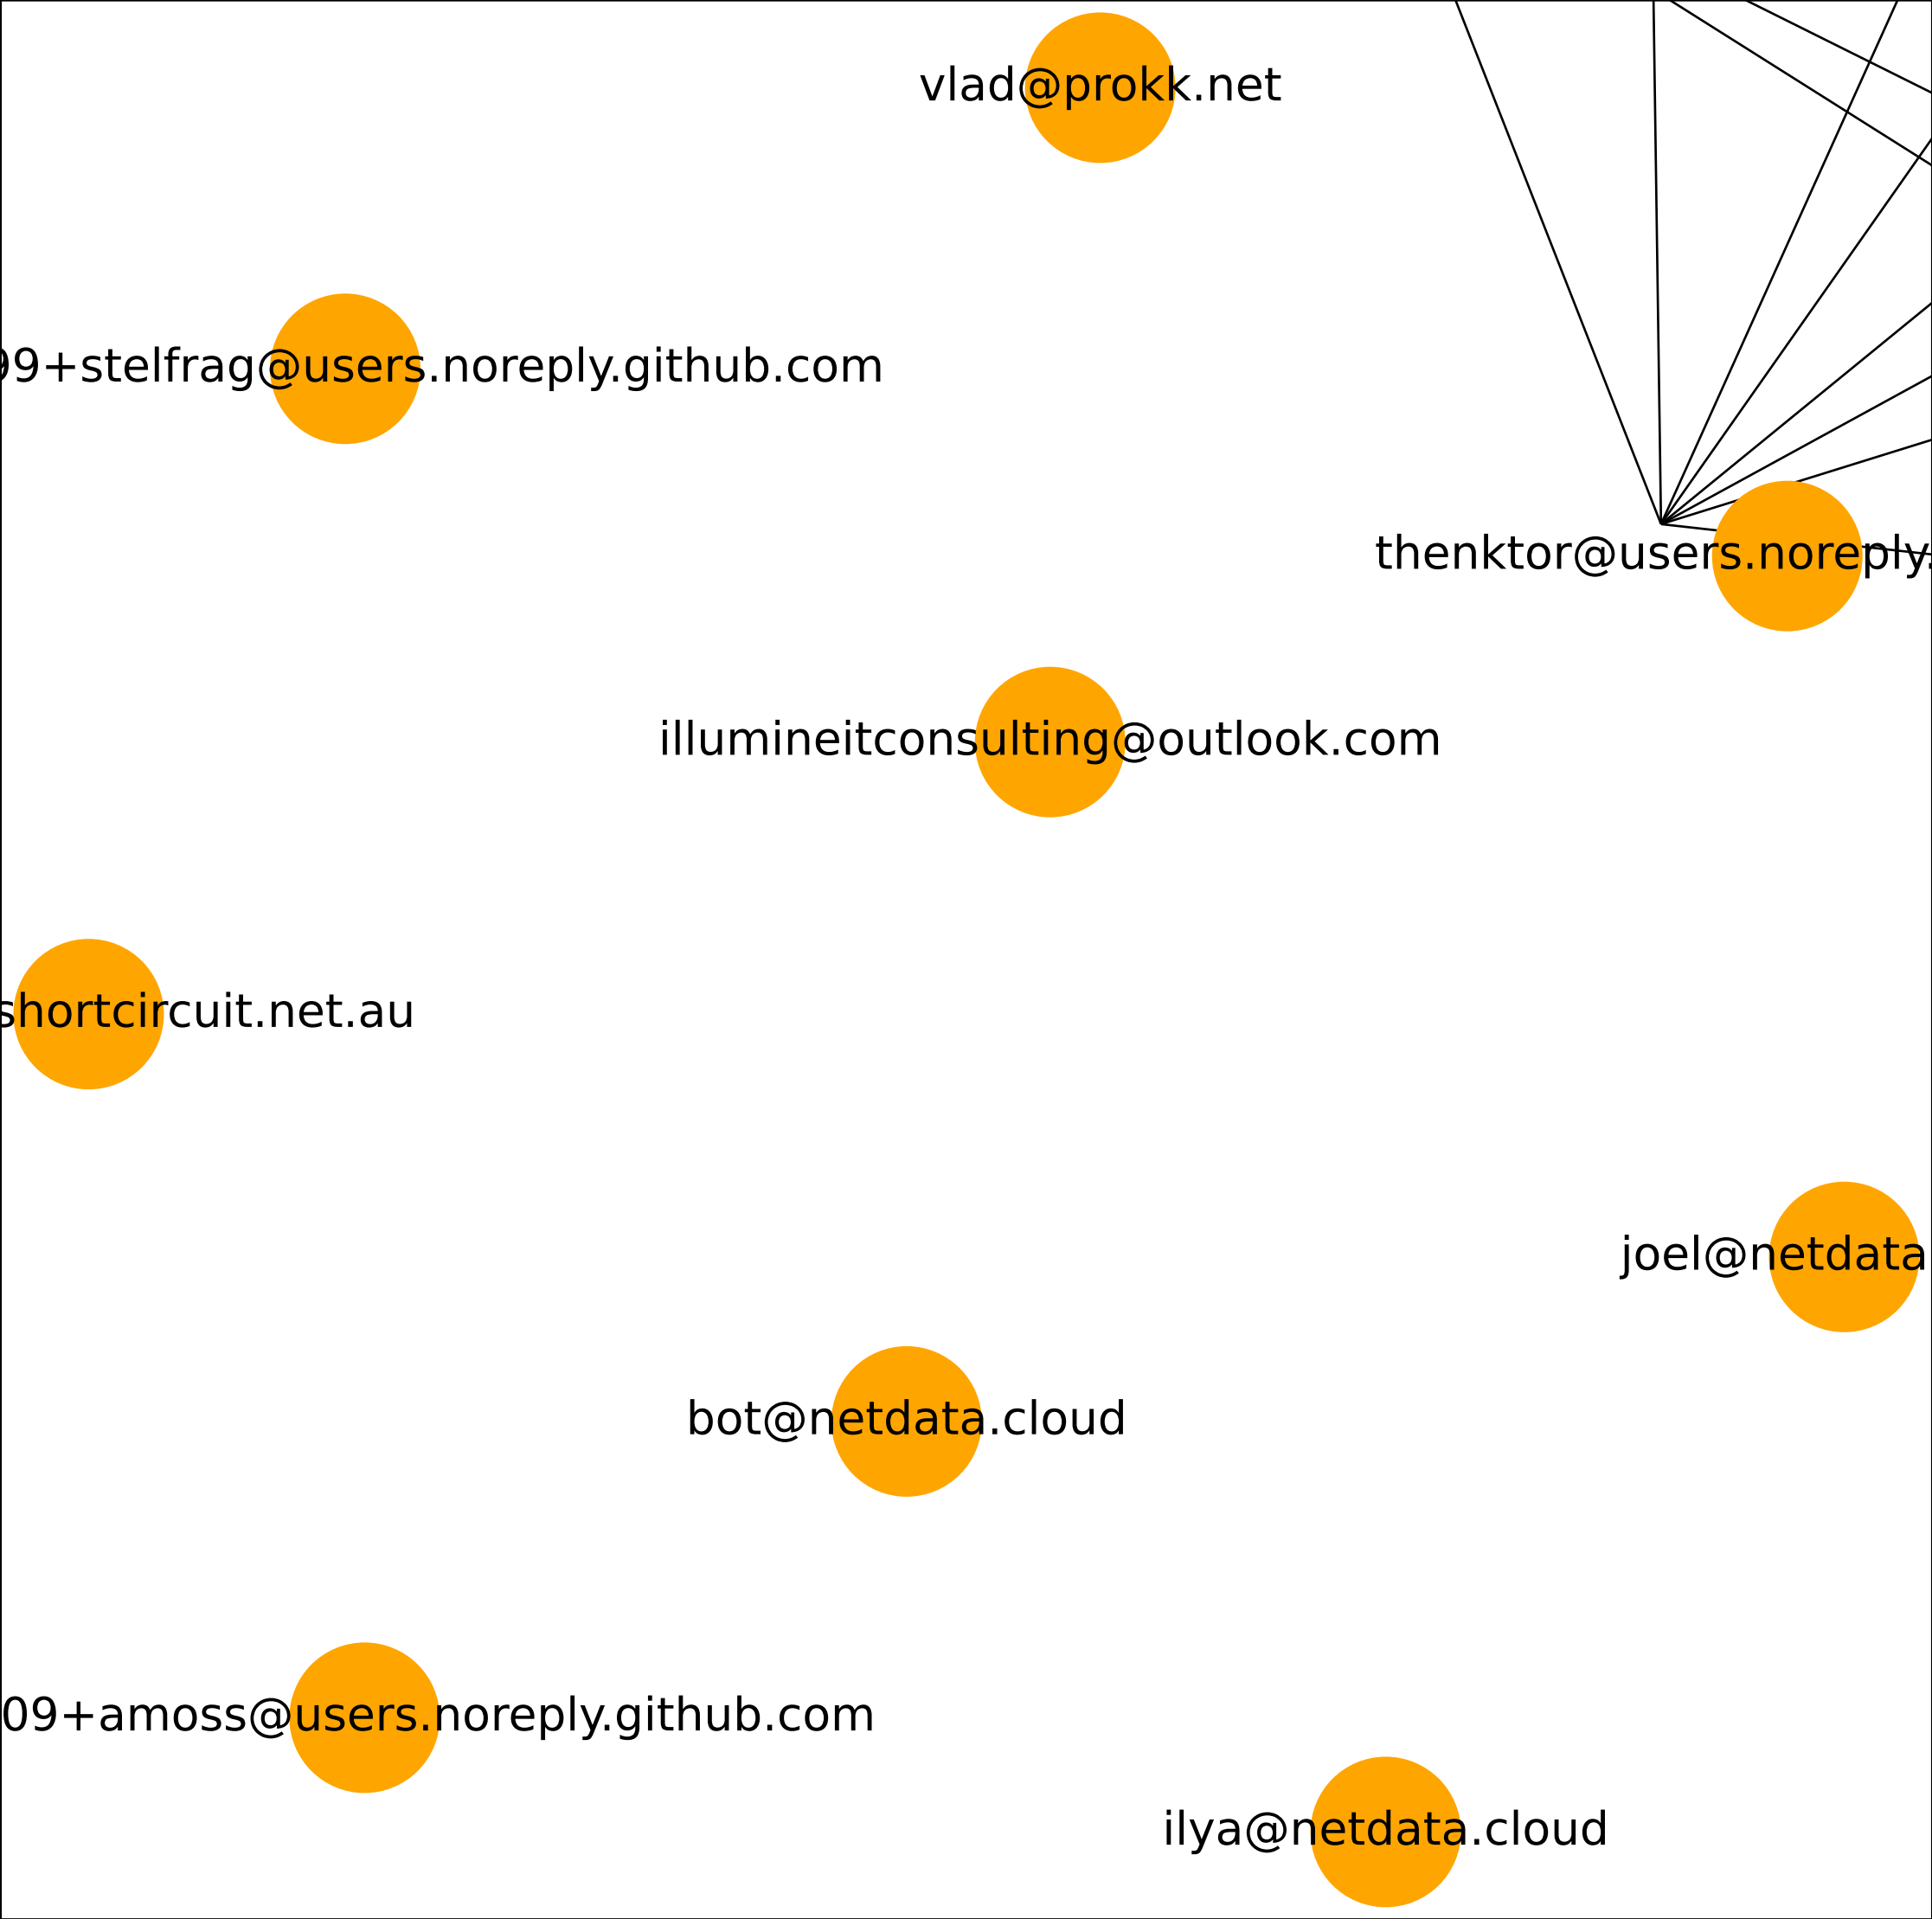 vlad@prokk.net
99+stelfrag@users.noreply.github.com
thenktor@users.noreply.
illumineitconsulting@outlook.com
shortcircuit.net.au
joel@netdata
bot@netdata.cloud
09+amoss@users.noreply.github.com
ilya@netdata.cloud